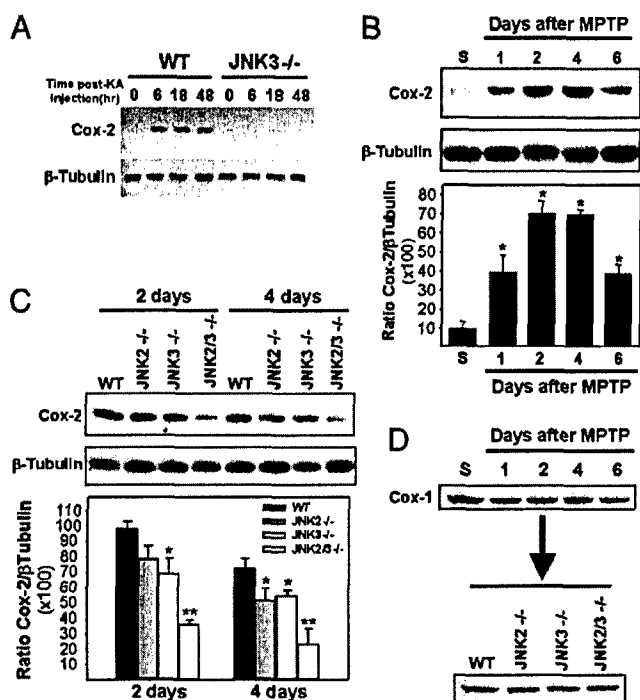 A
WT JNK3-/-
Time post-KA
Injection(hr) 0 6 18 48 0 6 18 48
Cox-2
β-Tubulin
B
Days after MPTP
S 1 2 4 6
Cox-2
β-Tubulin
Ratio Cox-2/βTubulin
(x100)
80
70
60
50
40
30
20
10
* * * *
S 1 2 4 6
Days after MPTP
C
2 days 4 days
WT JNK2 -/- JNK3 -/- JNK2/3 -/- WT JNK2 -/- JNK3 -/- JNK2/3 -/-
Cox-2
β-Tubulin
Ratio Cox-2/βTubulin
(x100)
110
100
90
80
70
60
50
40
30
20
10
WT
JNK2 -/-
JNK3 -/-
JNK2/3 -/-
* ** * * **
2 days 4 days
D
Days after MPTP
S 1 2 4 6
Cox-1
WT JNK2 -/- JNK3 -/- JNK2/3 -/-